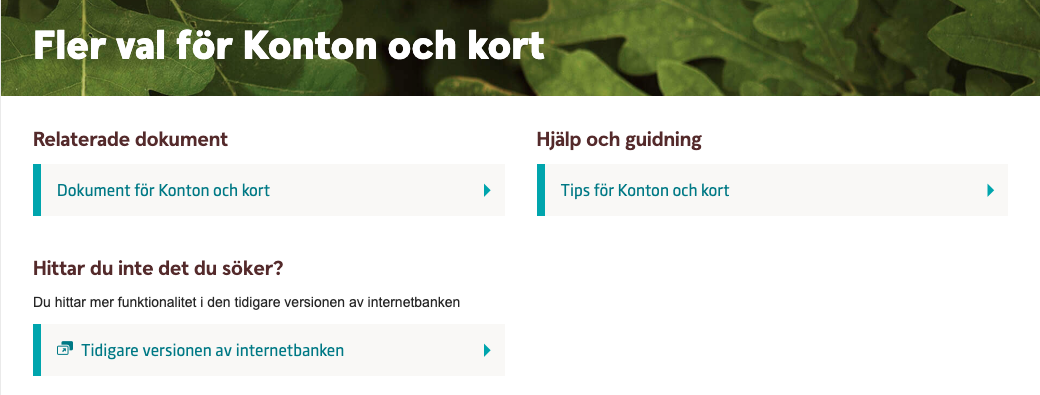 Fler val för Konton och kort
Relaterade dokument
Dokument för Konton och kort
Hjälp och guidning
Tips för Konton och kort
Hittar du inte det du söker?
Du hittar mer funktionalitet i den tidigare versionen av internetbanken
Tidigare versionen av internetbanken